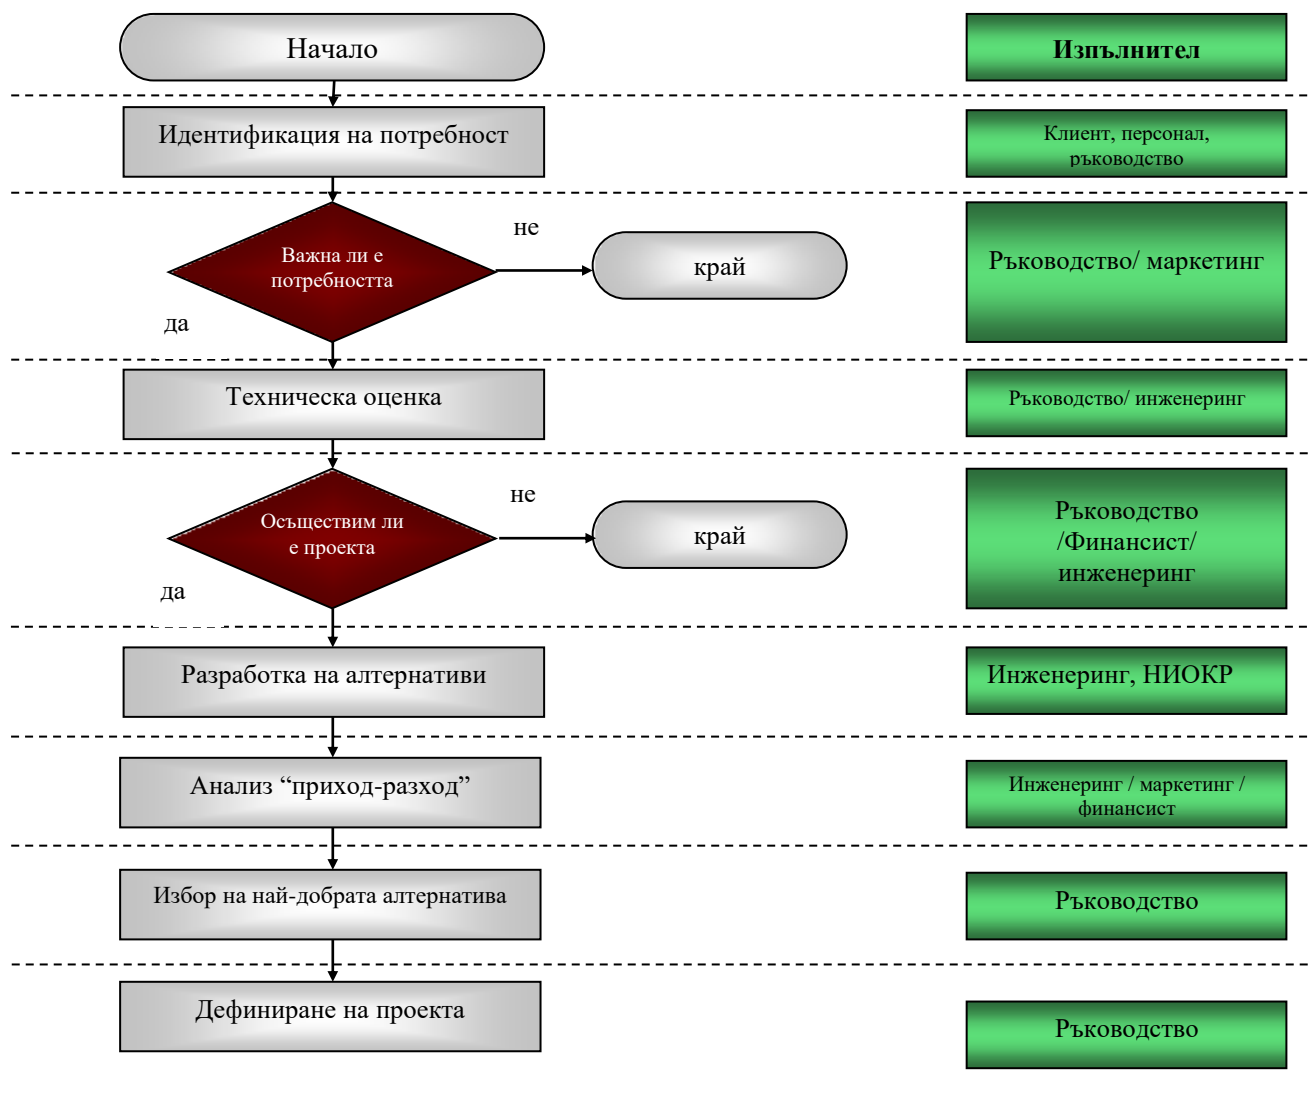 Начало
Изпълнител
Идентификация на потребност
Клиент, персонал,
ръководство
Важна ли е
потребността
не
край
Ръководство/ маркетинг
да
Техническа оценка
Ръководство/ инженеринг
Осъществим ли
е проекта
не
край
Ръководство
/Финансист/
инженеринг
да
Разработка на алтернативи
Инженеринг, НИОКР
Анализ “приход-разход”
Инженеринг / маркетинг /
финансист
Избор на най-добрата алтернатива
Ръководство
Дефиниране на проекта
Ръководство